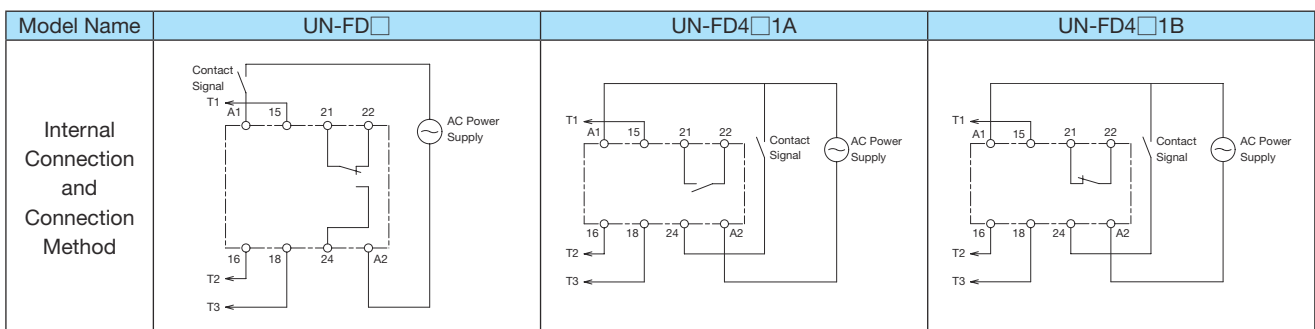 Model Name
UN-FD□
UN-FD4□1A
UN-FD4□1B
Internal
Connection
and
Connection
Method
Contact
Signal
T1
A1 15 21 22
AC Power
Supply
16 18 24 A2
T2
T3
T1
A1 15 21 22
Contact
Signal
AC Power
Supply
16 18 24 A2
T2
T3
T1
A1 15 21 22
Contact
Signal
AC Power
Supply
16 18 24 A2
T2
T3